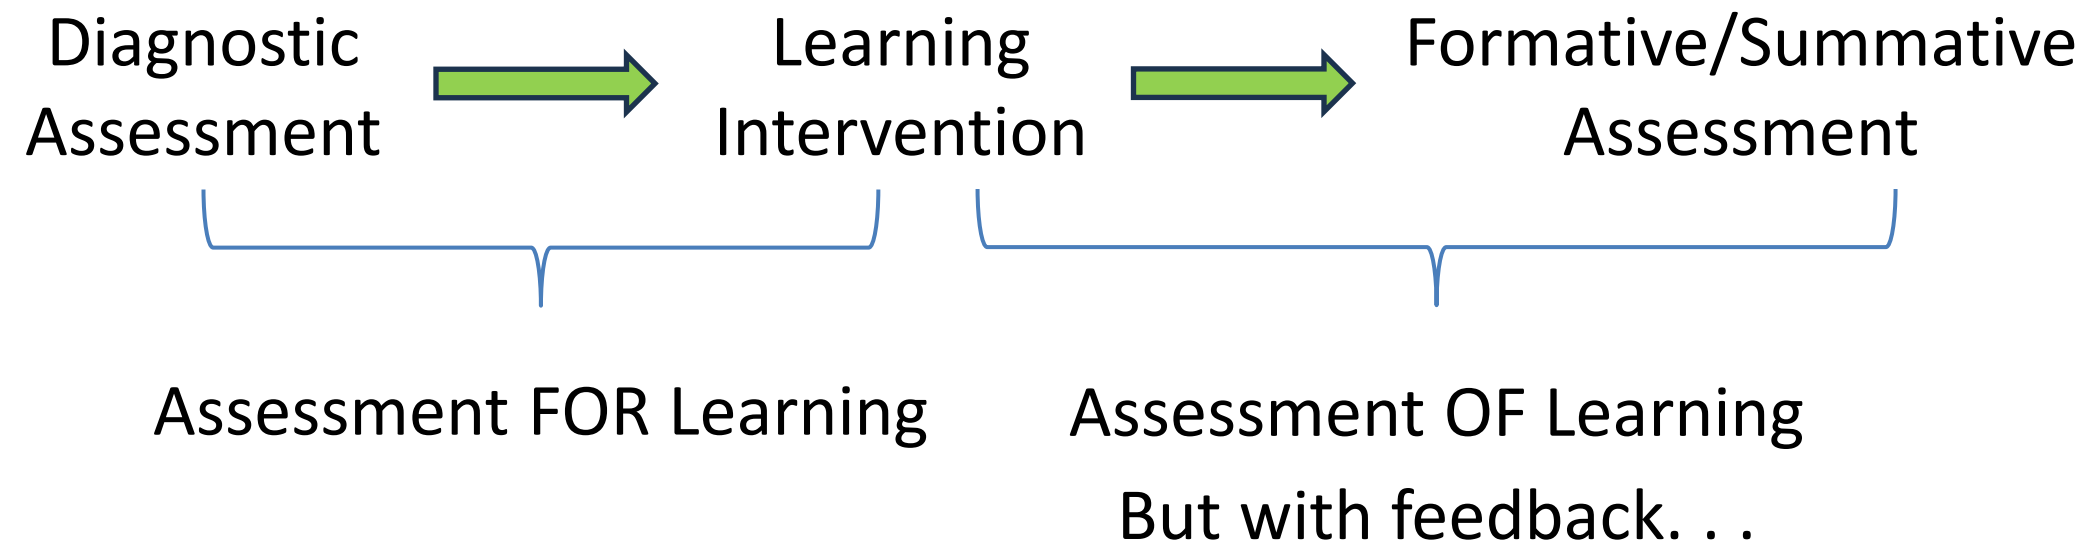 Diagnostic
Assessment
Learning
Intervention
Formative/Summative
Assessment
Assessment FOR Learning
Assessment OF Learning
But with feedback. . .